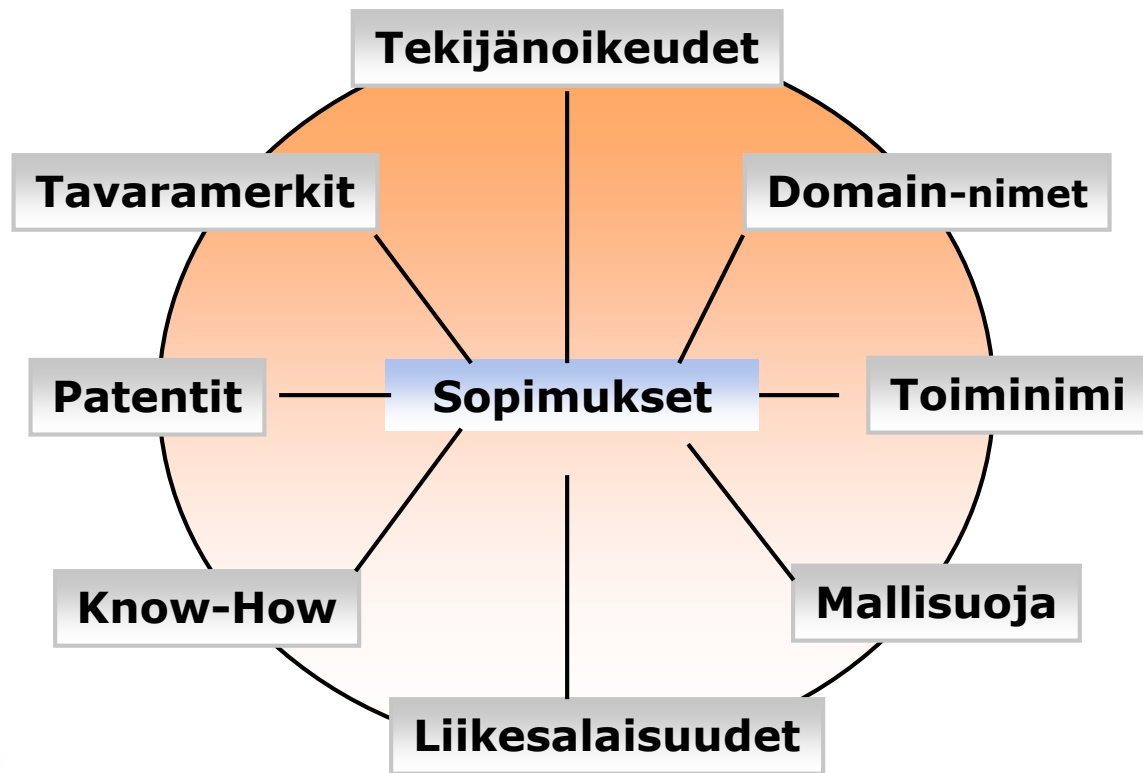 Tekijänoikeudet
Tavaramerkit
Domain-nimet
Patentit
Sopimukset
Toiminimi
Know-How
Mallisuoja
Liikesalaisuudet